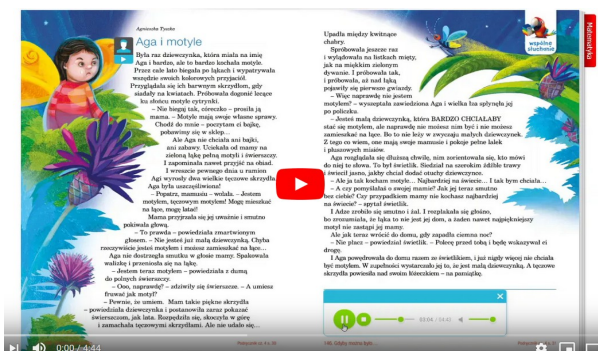 Agnieszka Tyszka
Aga i motyle
Była raz dziewczynka, która miała na imię
Aga i bardzo, ale to bardzo kochała motyle.
Przez całe lato biegała po łąkach i wypatrywała
wszędzie swoich kolorowych przyjaciół.
Przyglądała się ich barwnym skrzydłom, gdy
siadały na kwiatach. Próbowała dogonić lecące
ku słońcu motyle cytrynki.
– Nie biegaj tak, córeczko – prosiła ją
mama. – Motyle mają swoje własne sprawy.
Chodź do mnie – poczytam ci bajkę,
pobawimy się w sklep...
Ale Aga nie chciała ani bajki,
ani zabawy. Uciekała od mamy na
zieloną łąkę pełną motyli i świerszczy.
I zapominała nawet przyjść na obiad.
I wreszcie pewnego dnia u ramion
Agi wyrosły dwa wielkie tęczowe skrzydła.
Aga była uszczęśliwiona!
– Popatrz, mamusiu – wołała. – Jestem
motylem, tęczowym motylem! Mogę mieszkać
na łące, mogę latać!
Mama przyjrzała się jej uważnie i smutno
pokiwała głową.
– To prawda – powiedziała zmartwionym
głosem. – Nie jesteś już małą dziewczynką. Chyba
rzeczywiście jesteś motylem i możesz zamieszkać na łące...
Aga nie dostrzegła smutku w głosie mamy. Spakowała
walizkę i przeniosła się na łąkę.
– Jestem teraz motylem – powiedziała z dumą
do polnych świerszczy.
– Ooo, naprawdę? – zdziwiły się świerszcze. – A umiesz
fruwać jak motyl?
– Pewnie, że umiem. Mam takie piękne skrzydła
– powiedziała dziewczynka i postanowiła zaraz pokazać
świerszczom, jak lata. Rozpędziła się, skoczyła w górę
i zamachała tęczowymi skrzydłami. Ale nie udało się...
Upadła między kwitnące
chabry.
Spróbowała jeszcze raz
i wylądowała na listkach mięty,
jak na miękkim zielonym
dywanie. I próbowała tak,
i próbowała, aż nad łąką
pojawiły się pierwsze gwiazdy.
– Więc naprawdę nie jestem
motylem? – wyszeptała zawiedziona Aga i wielka łza spłynęła jej
po policzku.
– Jesteś małą dziewczynką, która BARDZO CHCIAŁABY
stać się motylem, ale naprawdę nie możesz nim być i nie możesz
zamieszkać na łące. Bo to nie leży w zwyczajach małych dziewczynek.
Z tego co wiem, one mają swoje mamusie i pokoje pełne lalek
i pluszowych misiów.
Aga rozglądała się dłuższą chwilę, nim zorientowała się, kto mówi
do niej te słowa. To był świetlik. Siedział na szerokim źdźble trawy
i świecił jasno, jakby chciał dodać otuchy dziewczynce.
– Ale ja tak kocham motyle... Najbardziej na świecie... I tak bym chciała...
– A czy pomyślałaś o swojej mamie? Jak jej teraz smutno
bez ciebie? Czy przypadkiem mamy nie kochasz najbardziej
na świecie? – spytał świetlik.
I Adze zrobiło się smutno i żal. I rozpłakała się głośno,
bo zrozumiała, że łąka to nie jest jej dom, a żaden nawet najpiękniejszy
motyl nie zastąpi jej mamy.
Ale jak teraz wrócić do domu, gdy zapadła ciemna noc?
– Nie płacz – powiedział świetlik. – Polecę przed tobą i będę wskazywał ci
drogę.
I Aga powędrowała do domu razem ze świetlikiem, i już nigdy więcej nie chciała
być motylem. W zupełności wystarczało jej to, że jest małą dziewczynką. A tęczowe
skrzydła powiesiła nad swoim łóżeczkiem – na pamiątkę.
wspólne
słuchanie
Matematyka
03:04 / 04:42
0:00 / 4:44